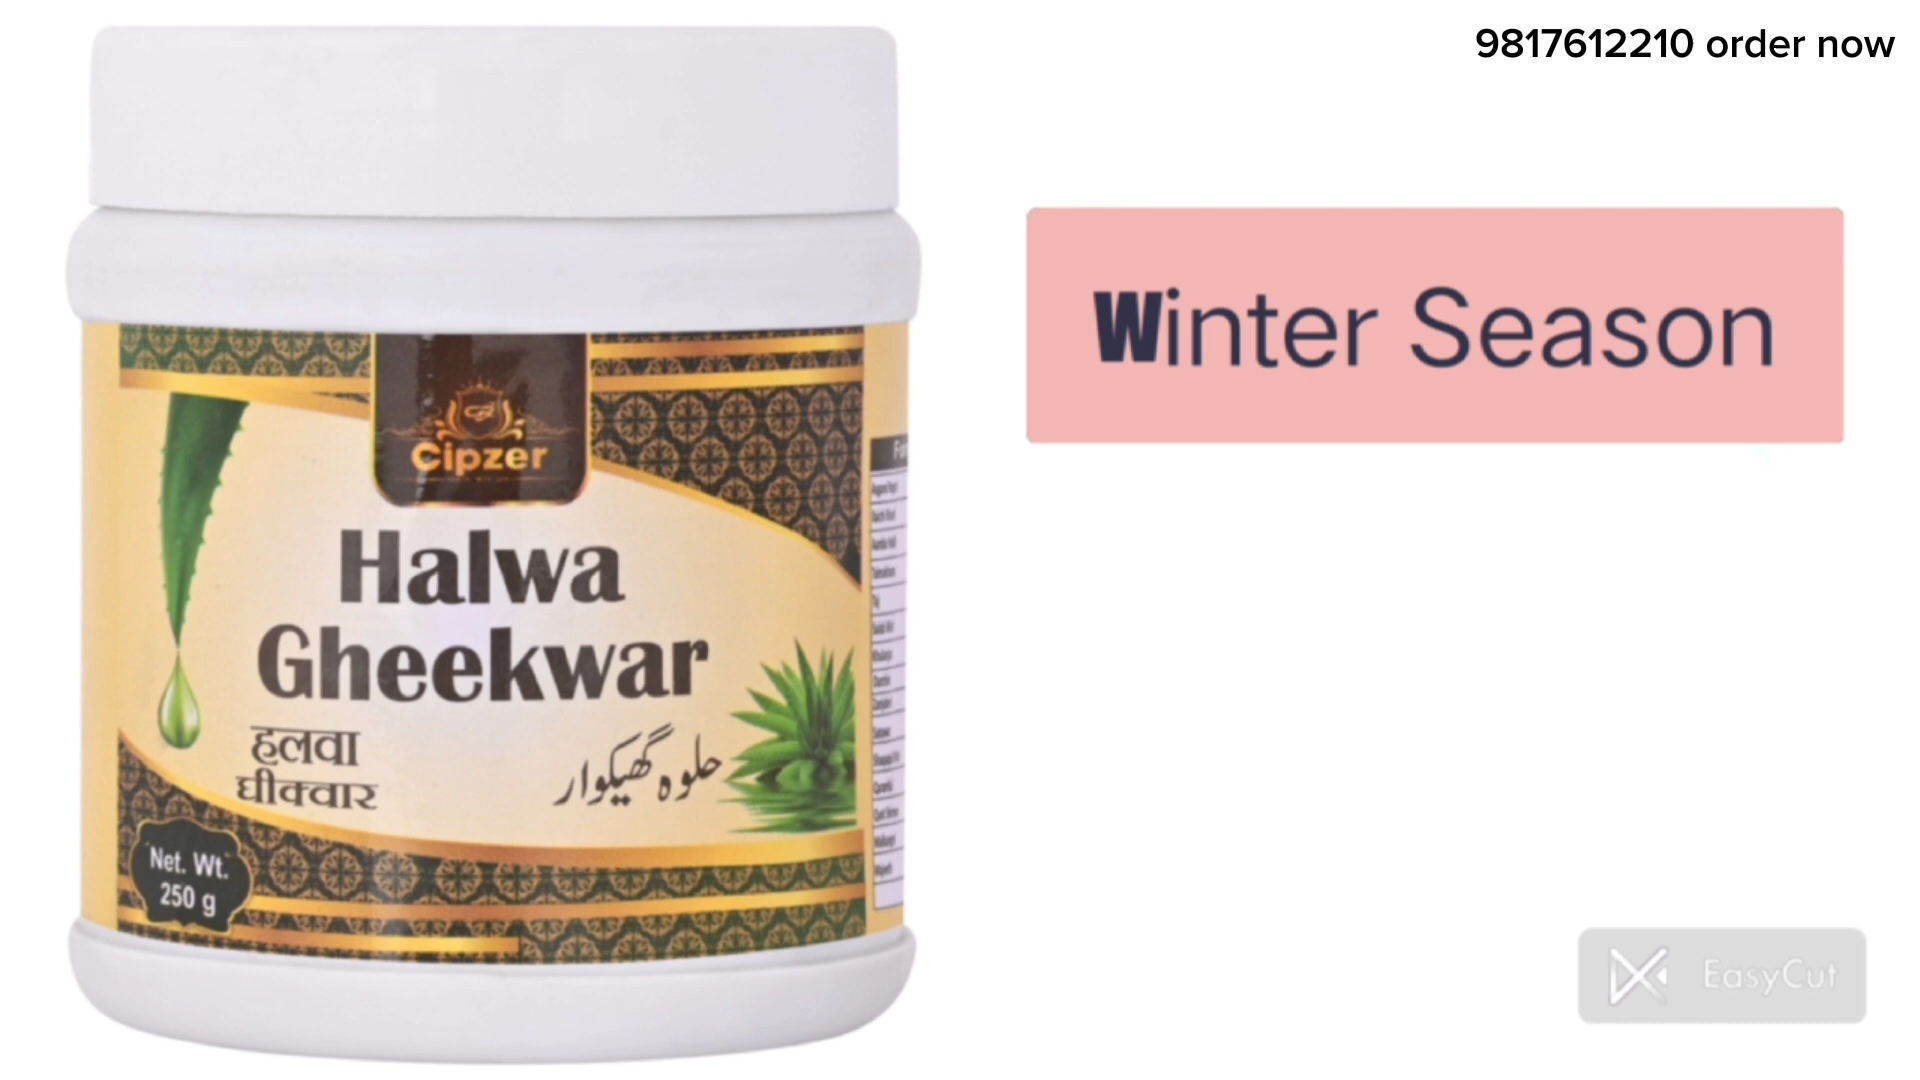 9817612210 order now
Winter Season
Cipzer
Halwa
Gheekwar
हलवा
घीक्वार
حلوہ گھیکوار
Net. Wt.
250 g
EasyCut